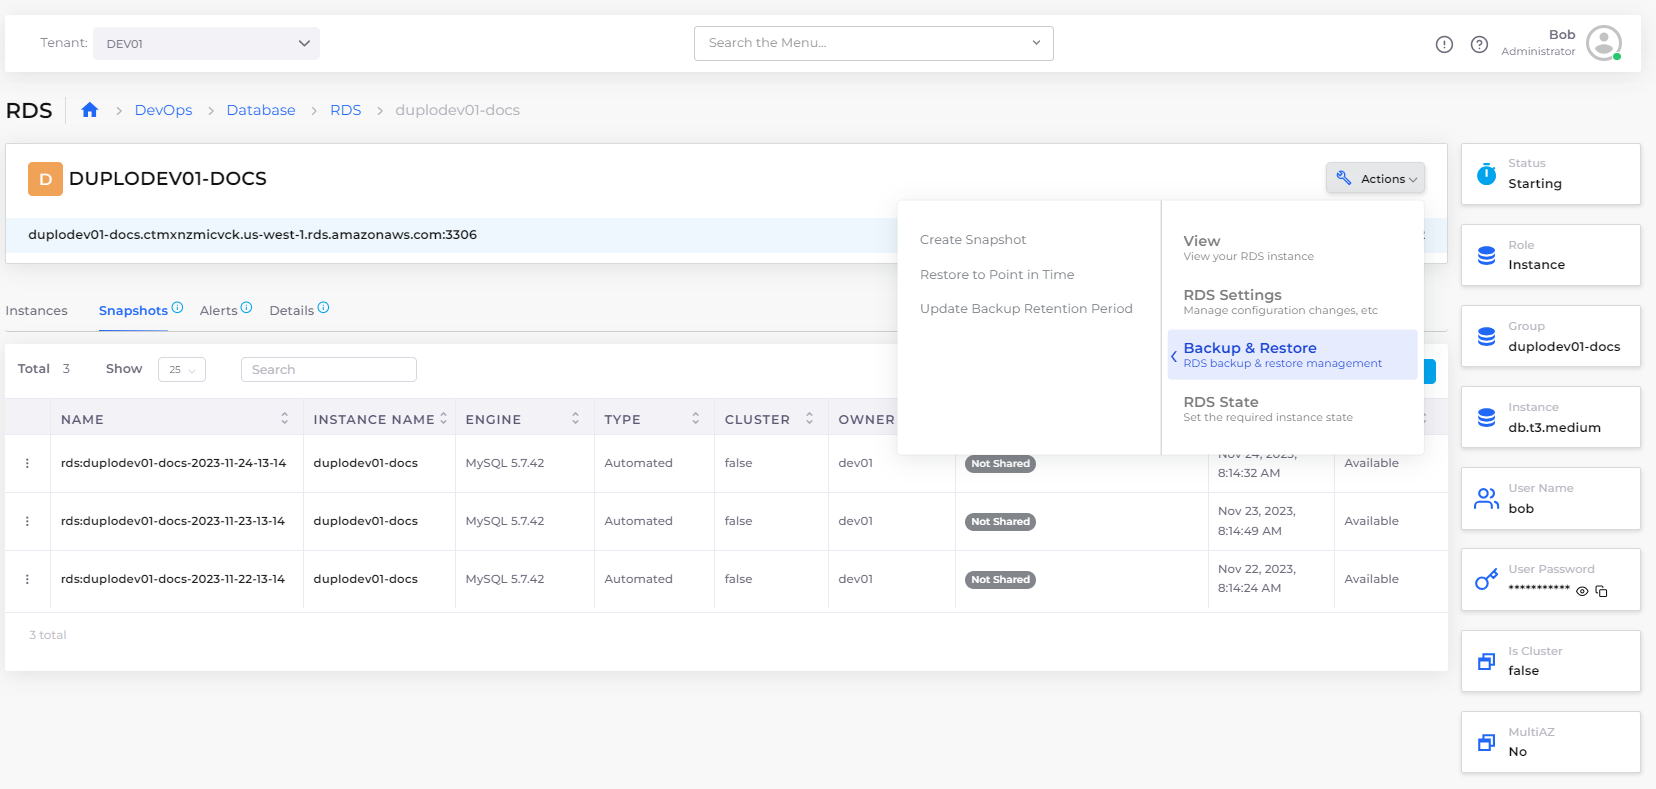 Tenant: DEV01
Search the Menu...
Bob
Administrator
RDS > DevOps > Database > RDS > duplodev01-docs
D DUPLODEV01-DOCS
Actions
duplodev01-docs.ctmxnzmicvck.us-west-1.rds.amazonaws.com:3306
Create Snapshot
Restore to Point in Time
Update Backup Retention Period
View
View your RDS instance
RDS Settings
Manage configuration changes, etc
Backup & Restore
RDS backup & restore management
RDS State
Set the required instance state
Instances Snapshots Alerts Details
Total 3 Show 25 Search
NAME INSTANCE NAME ENGINE TYPE CLUSTER OWNER
rds:duplodev01-docs-2023-11-24-13-14 duplodev01-docs MySQL 5.7.42 Automated false dev01 Not Shared Nov 24, 2023, 8:14:32 AM Available
rds:duplodev01-docs-2023-11-23-13-14 duplodev01-docs MySQL 5.7.42 Automated false dev01 Not Shared Nov 23, 2023, 8:14:49 AM Available
rds:duplodev01-docs-2023-11-22-13-14 duplodev01-docs MySQL 5.7.42 Automated false dev01 Not Shared Nov 22, 2023, 8:14:24 AM Available
3 total
Status
Starting
Role
Instance
Group
duplodev01-docs
Instance
db.t3.medium
User Name
bob
User Password
***********
Is Cluster
false
MultiAZ
No